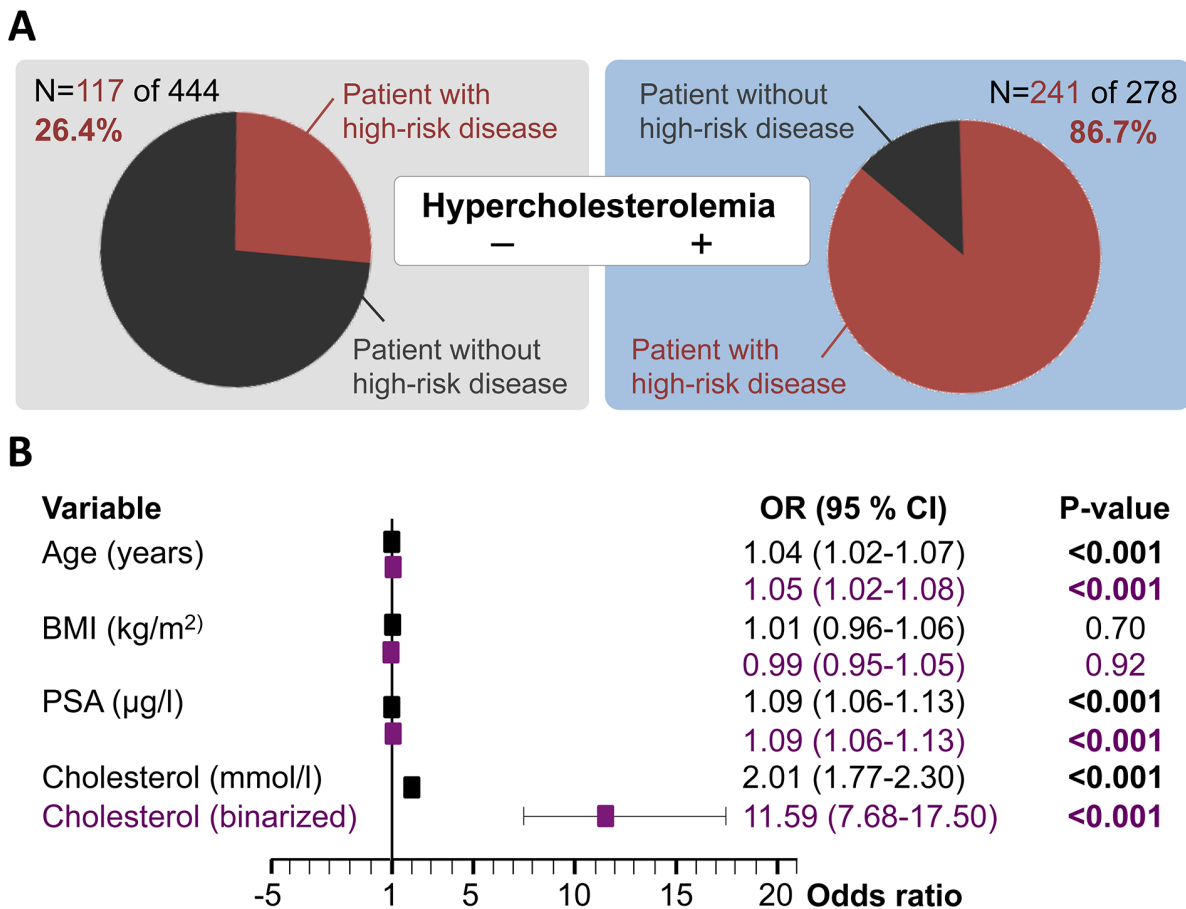 A
N=117 of 444
26.4%
Patient with
high-risk disease
Patient without
high-risk disease
Patient without
high-risk disease
N=241 of 278
86.7%
Patient with
high-risk disease
Hypercholesterolemia
– +
B
Variable OR (95 % CI) P-value
Age (years) 1.04 (1.02-1.07) <0.001
1.05 (1.02-1.08) <0.001
BMI (kg/m²⁾ 1.01 (0.96-1.06) 0.70
0.99 (0.95-1.05) 0.92
PSA (µg/l) 1.09 (1.06-1.13) <0.001
1.09 (1.06-1.13) <0.001
Cholesterol (mmol/l) 2.01 (1.77-2.30) <0.001
Cholesterol (binarized) 11.59 (7.68-17.50) <0.001
-5 1 5 10 15 20 Odds ratio